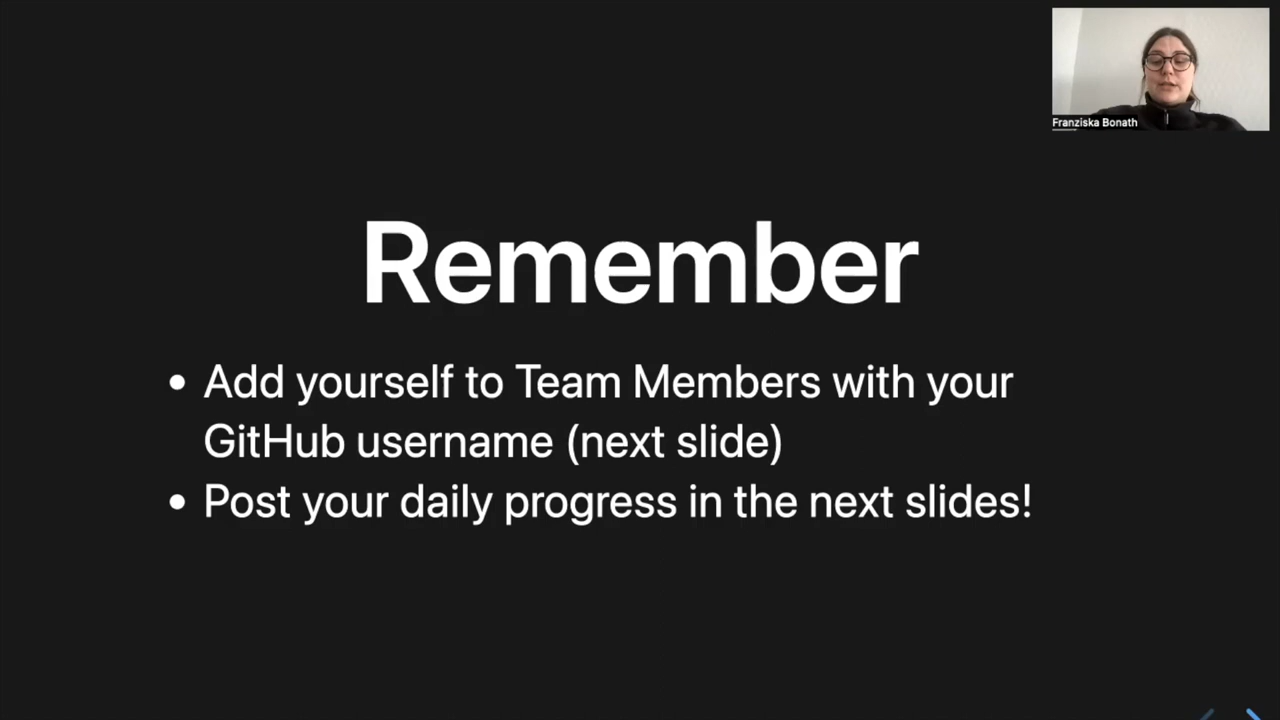 Franziska Bonath
Remember
• Add yourself to Team Members with your
GitHub username (next slide)
• Post your daily progress in the next slides!